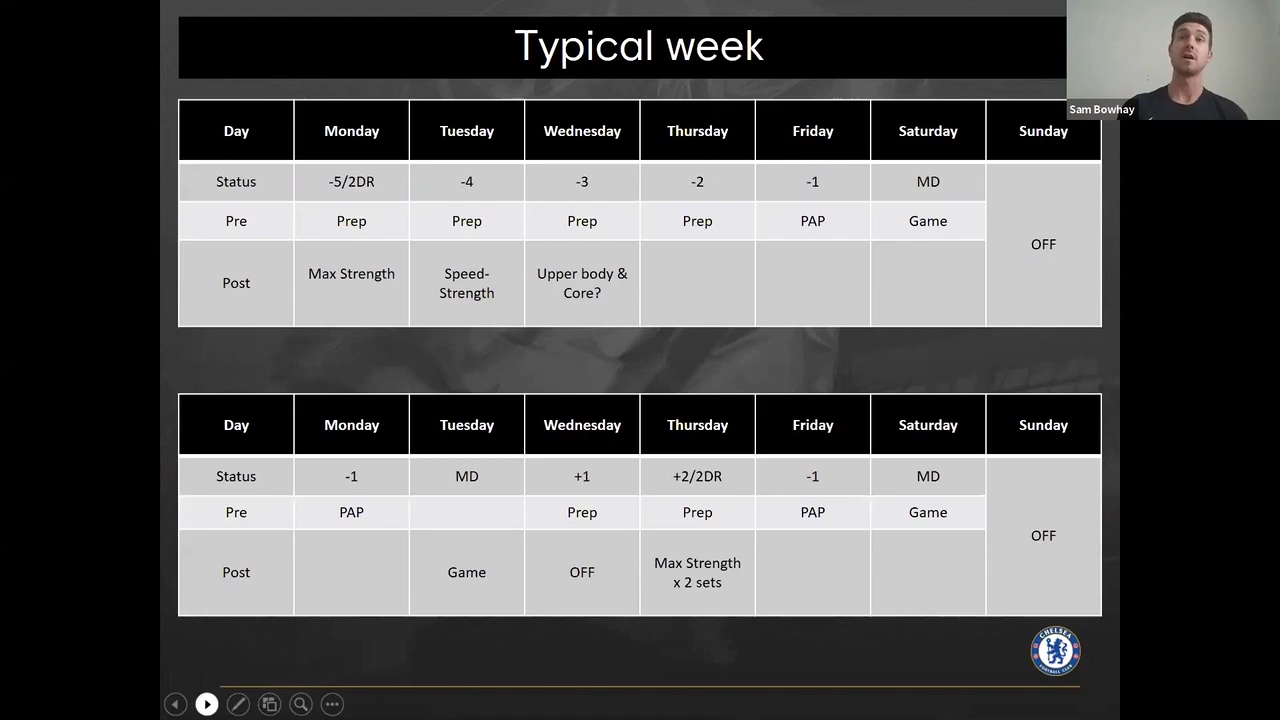 Typical week
Sam Bowhay
Day Monday Tuesday Wednesday Thursday Friday Saturday Sunday
Status -5/2DR -4 -3 -2 -1 MD OFF
Pre Prep Prep Prep Prep PAP Game
Post Max Strength Speed-
Strength Upper body &
Core?
Day Monday Tuesday Wednesday Thursday Friday Saturday Sunday
Status -1 MD +1 +2/2DR -1 MD OFF
Pre PAP Prep Prep PAP Game
Post Game OFF Max Strength
x 2 sets
CHELSEA
FOOTBALL CLUB